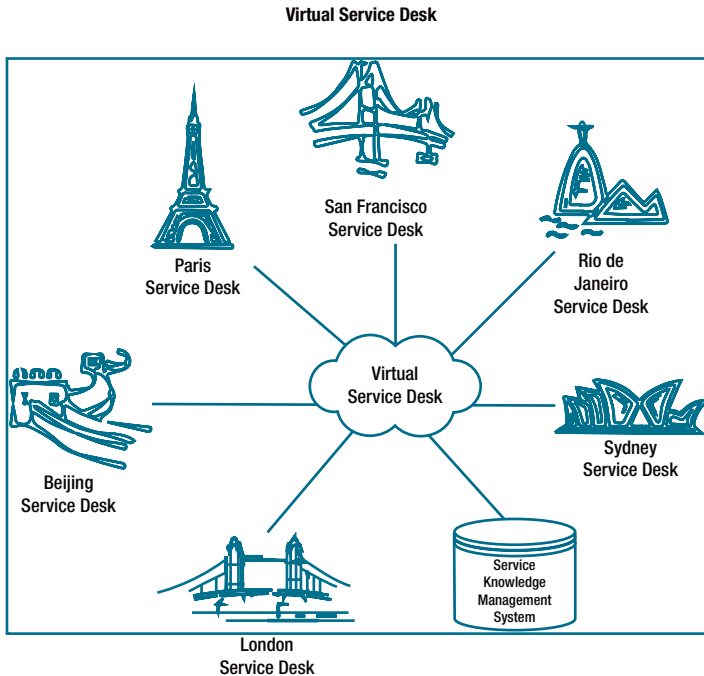 Virtual Service Desk
San Francisco
Service Desk
Paris
Service Desk
Rio de
Janeiro
Service Desk
Virtual
Service Desk
Beijing
Service Desk
Sydney
Service Desk
Service
Knowledge
Management
System
London
Service Desk